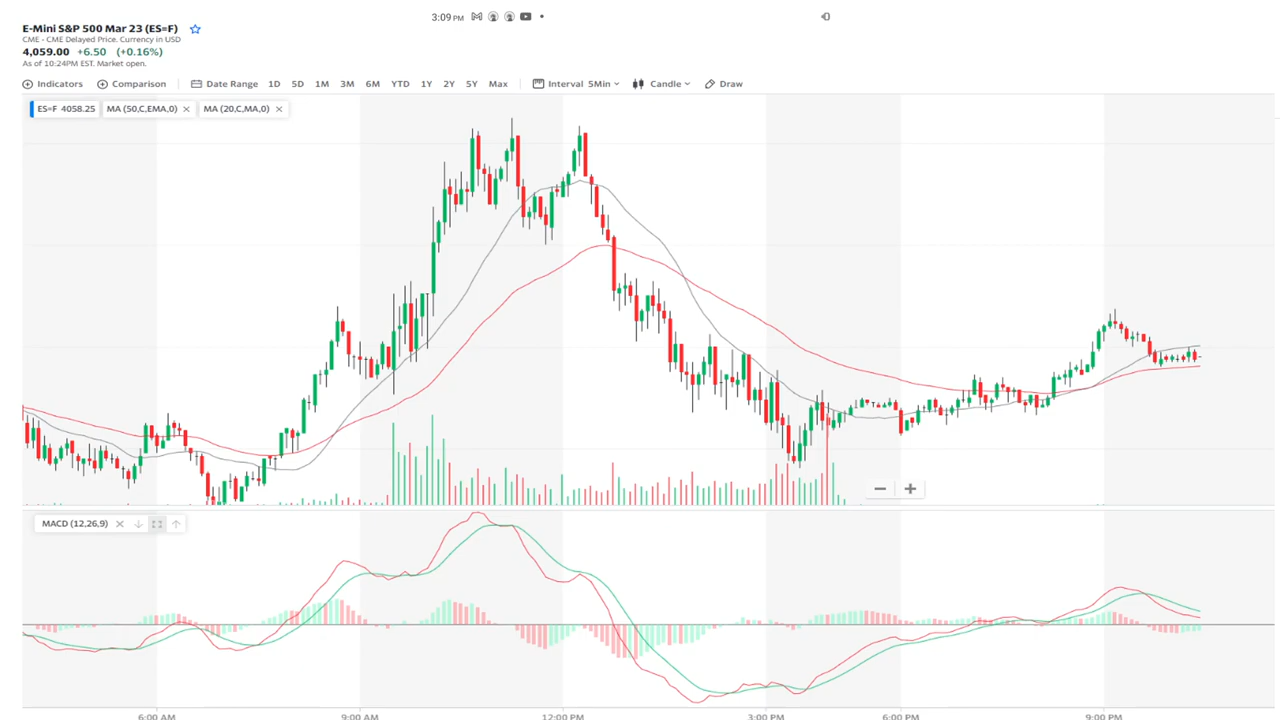 3:09 PM
E-Mini S&P 500 Mar 23 (ES=F)
CME - CME Delayed Price. Currency in USD
4,059.00 +6.50 (+0.16%)
As of 10:24PM EST. Market open.
Indicators Comparison Date Range 1D 5D 1M 3M 6M YTD 1Y 2Y 5Y Max Interval 5Min Candle Draw
ES=F 4058.25 MA (50,C,EMA,0) MA (20,C,MA,0)
MACD (12,26,9)
6:00 AM 9:00 AM 12:00 PM 3:00 PM 6:00 PM 9:00 PM